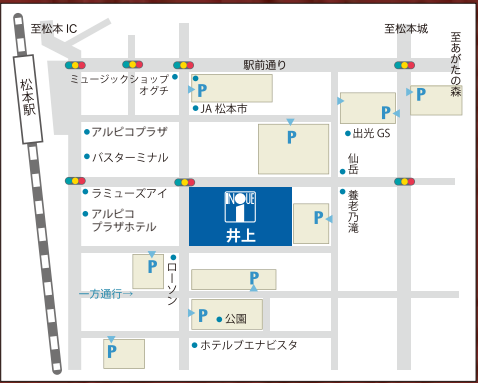 至松本IC
至松本城
駅前通り
至あがたの森
ミュージックショップ
オグチ
P
P
P
JA松本市
松本駅
アルピコプラザ
P
出光GS
バスターミナル
仙岳
ラミューズアイ
養老乃瀧
INOUE
i
井上
P
アルピコ
プラザホテル
P
ローソン
P
一方通行→
P
公園
ホテルブエナビスタ
P